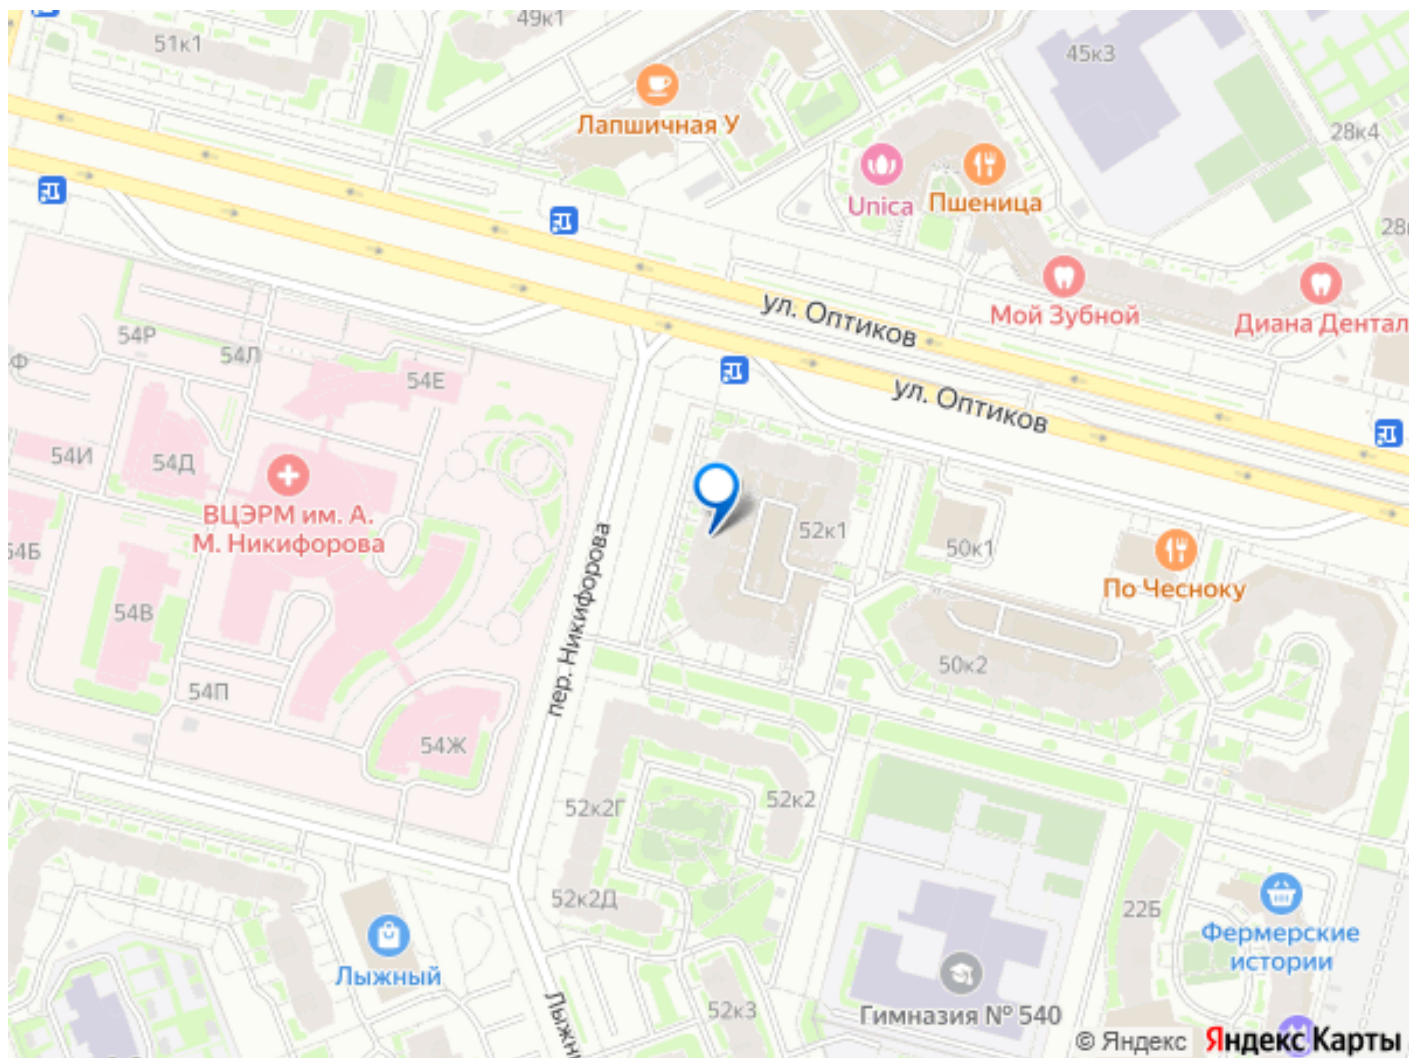 49к1
51к1
45к3
Лапшичная У
28к4
Unica
Пшеница
ул. Оптиков
Мой Зубной
Диана Дентал
54Р
54Л
54Е
ул. Оптиков
54И
54Д
ВЦЭРМ им. А.
М. Никифорова
52к1
50к1
54Б
По Чесноку
пер. Никифорова
54В
50к2
54П
54Ж
52к2Г
52к2
52к2Д
22Б
Фермерские
истории
Лыжный
52к3
Гимназия № 540
© Яндекс Яндекс Карты